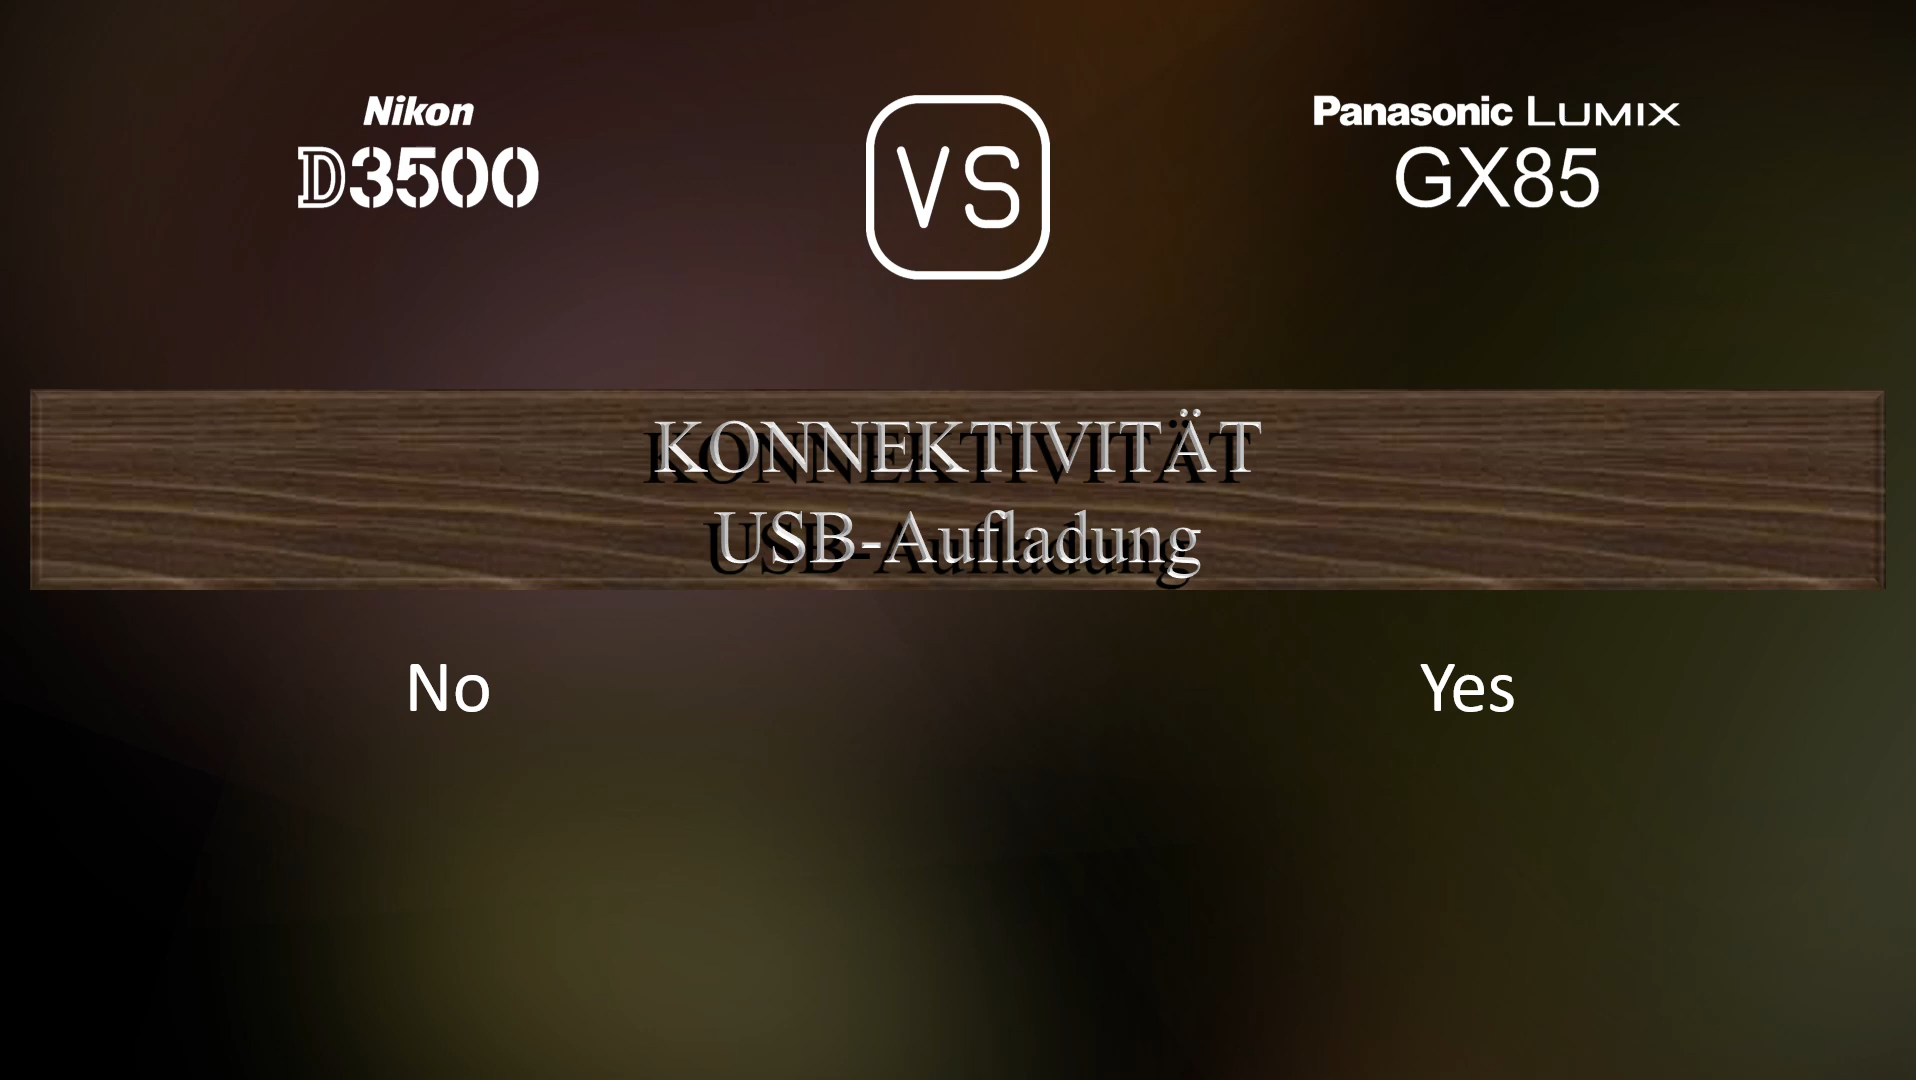 Nikon
D3500
VS
Panasonic LUMIX
GX85
KONNEKTIVITÄT
USB-Aufladung
No
Yes